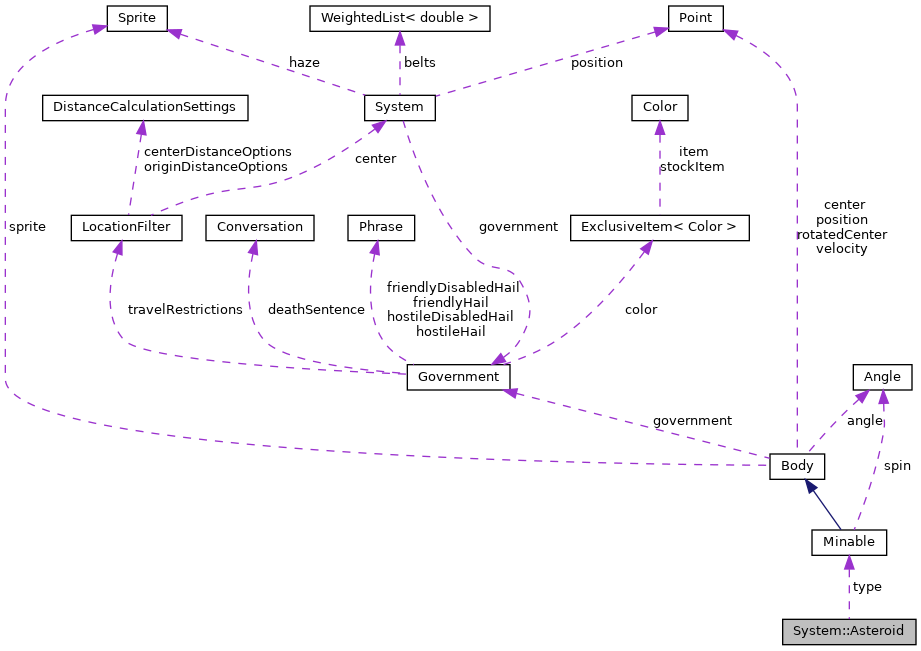 Sprite
WeightedList< double >
Point
haze
belts
position
DistanceCalculationSettings
System
Color
centerDistanceOptions
originDistanceOptions
center
item
stockItem
sprite
LocationFilter
Conversation
Phrase
government
ExclusiveItem< Color >
center
position
rotatedCenter
velocity
travelRestrictions
deathSentence
friendlyDisabledHail
friendlyHail
hostileDisabledHail
hostileHail
color
Government
Angle
government
angle
Body
spin
Minable
type
System::Asteroid